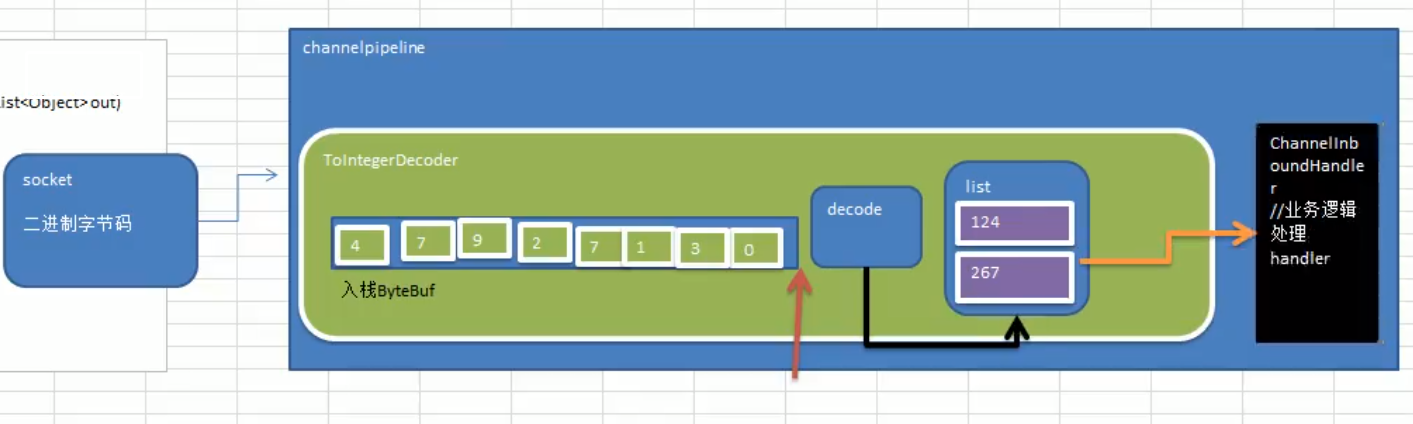 channelpipeline
ist<Object> out)
ToIntegerDecoder
socket
二进制字节码
4 7 9 2 7 1 3 0
入栈ByteBuf
decode
list
124
267
ChannelInb
oundHandle
r
//业务逻辑
处理
handler